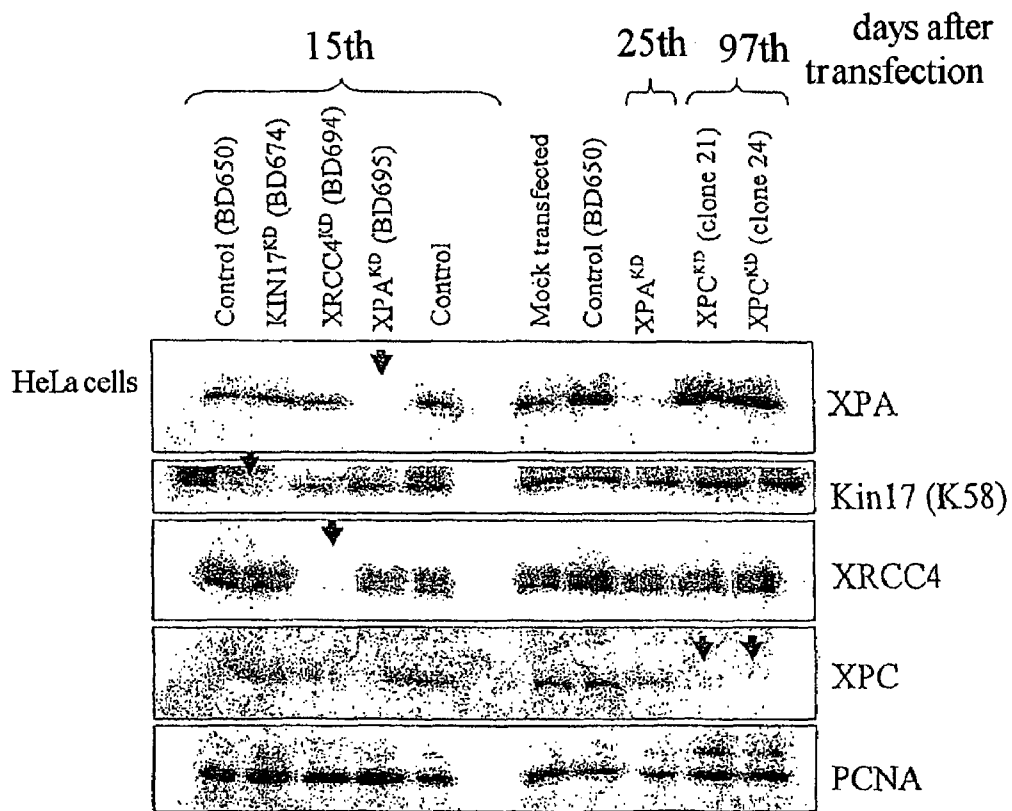 days after
transfection
15th
25th
97th
Control (BD650)
KIN17ᴷᴰ (BD674)
XRCC4ᴷᴰ (BD694)
XPAᴷᴰ (BD695)
Control
Mock transfected
Control (BD650)
XPAᴷᴰ
XPCᴷᴰ (clone 21)
XPCᴷᴰ (clone 24)
HeLa cells
XPA
Kin17 (K58)
XRCC4
XPC
PCNA